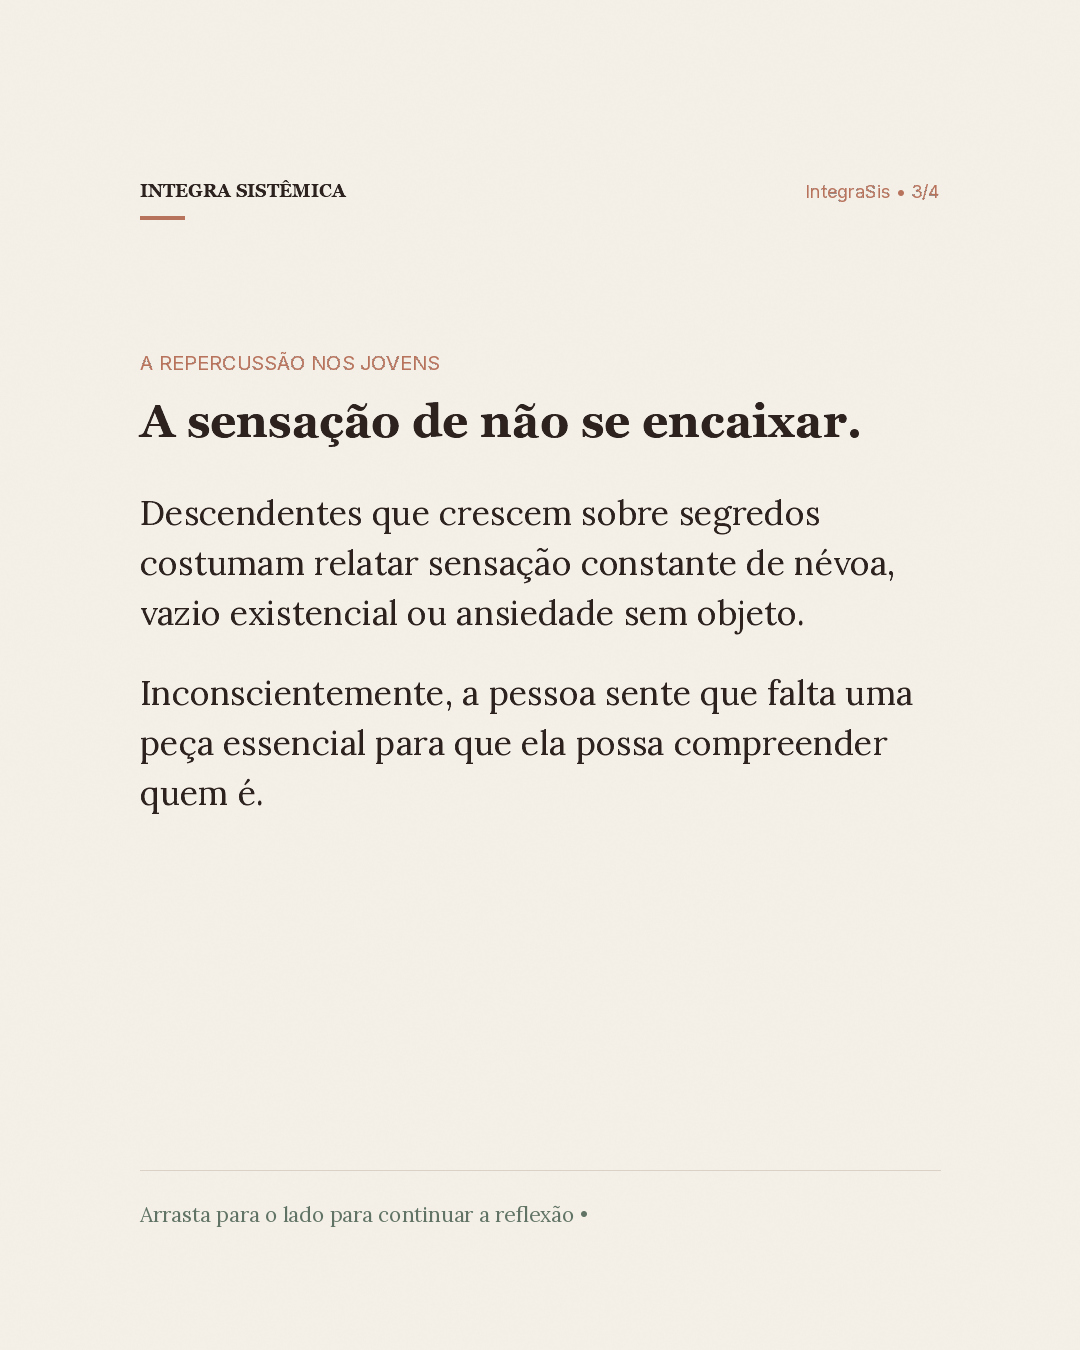 INTEGRA SISTÊMICA
IntegraSis • 3/4
A REPERCUSSÃO NOS JOVENS
A sensação de não se encaixar.
Descendentes que crescem sobre segredos
costumam relatar sensação constante de névoa,
vazio existencial ou ansiedade sem objeto.
Inconscientemente, a pessoa sente que falta uma
peça essencial para que ela possa compreender
quem é.
Arrasta para o lado para continuar a reflexão •